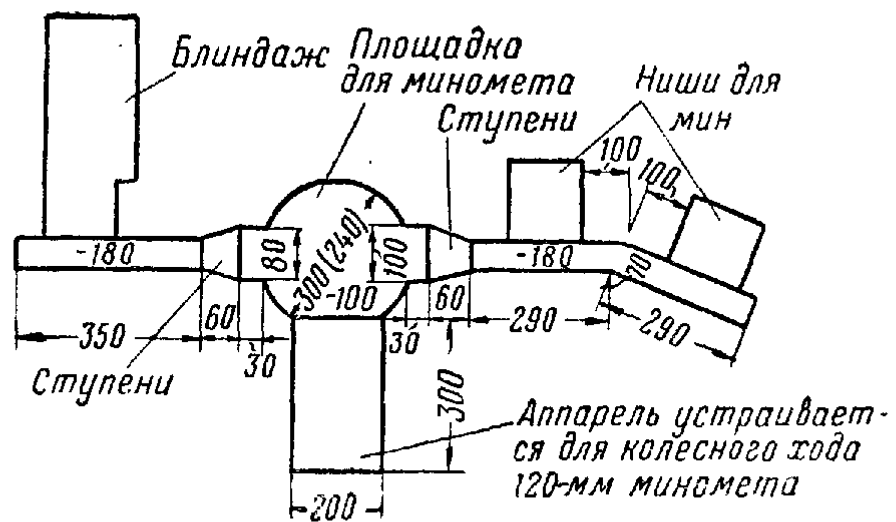 Блиндаж
Площадка
для миномета
Ступени
Ниши для
мин
100
100
-180
80
300(240)
100
-100
-180
70
350
60
30
30
60
290
290
Ступени
300
Аппарель устраивает-
ся для колесного хода
120-мм миномета
200